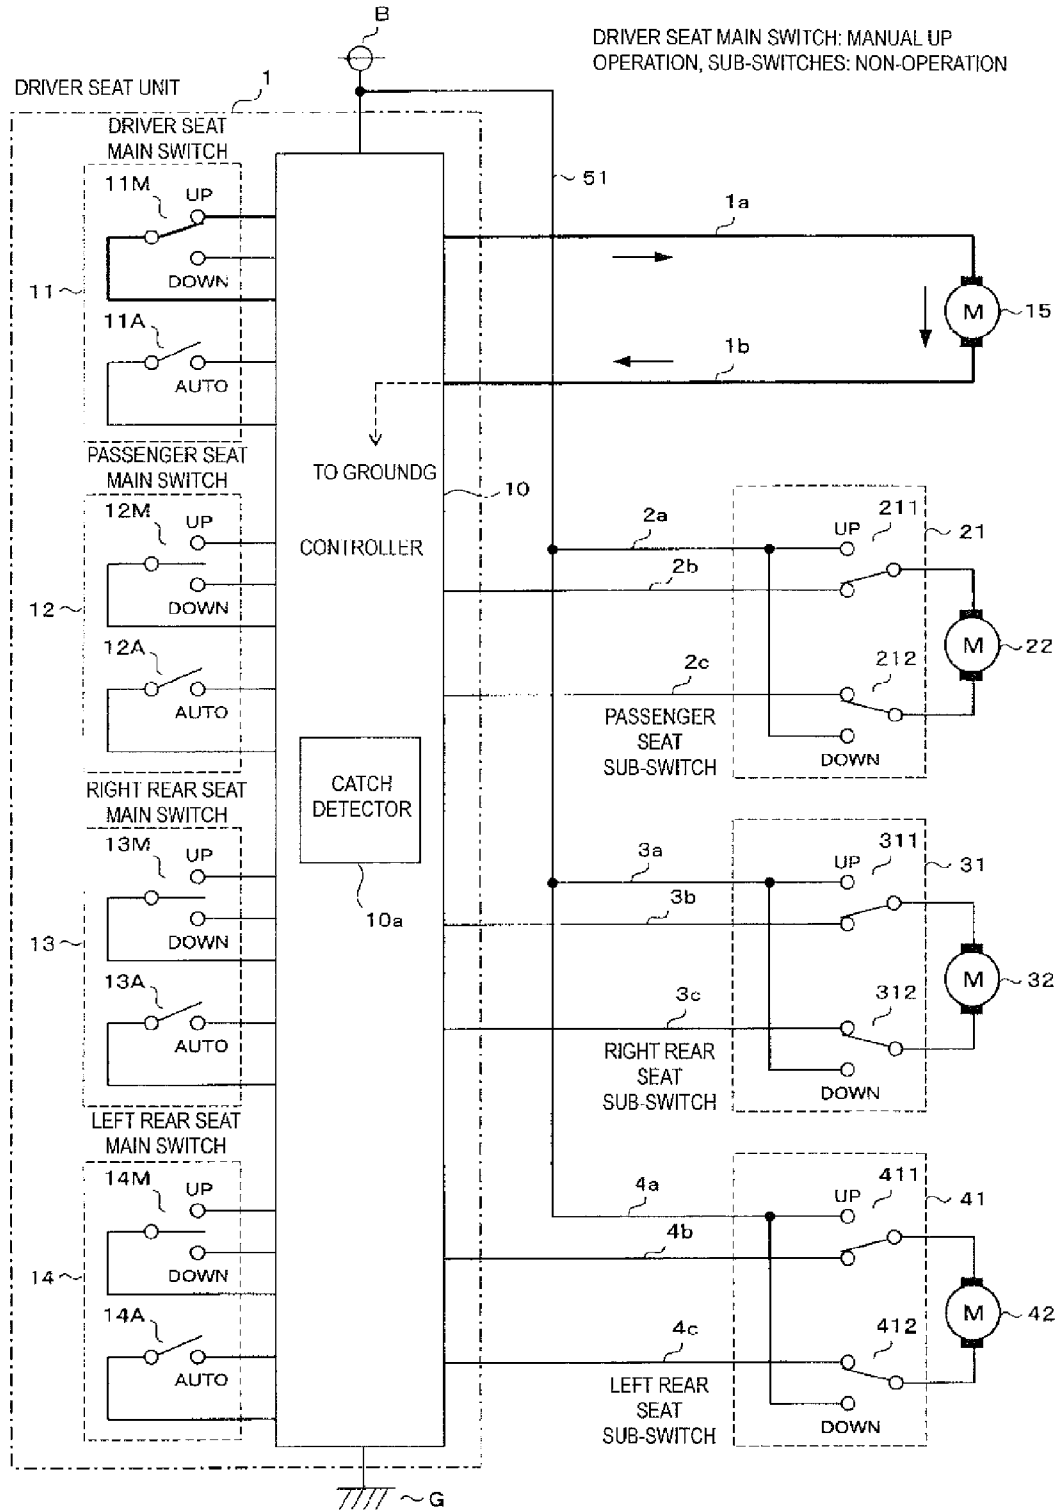 B
DRIVER SEAT MAIN SWITCH: MANUAL UP
OPERATION, SUB-SWITCHES: NON-OPERATION
DRIVER SEAT UNIT
1
DRIVER SEAT
MAIN SWITCH
11M
UP
DOWN
11
11A
AUTO
51
1a
1b
M
15
TO GROUNDG
10
CONTROLLER
PASSENGER SEAT
MAIN SWITCH
12M
UP
DOWN
12
12A
AUTO
2a
2b
2c
UP
211
21
212
DOWN
M
22
PASSENGER
SEAT
SUB-SWITCH
CATCH
DETECTOR
10a
RIGHT REAR SEAT
MAIN SWITCH
13M
UP
DOWN
13
13A
AUTO
3a
3b
3c
UP
311
31
312
DOWN
M
32
RIGHT REAR
SEAT
SUB-SWITCH
LEFT REAR SEAT
MAIN SWITCH
14M
UP
DOWN
14
14A
AUTO
4a
4b
4c
UP
411
41
412
DOWN
M
42
LEFT REAR
SEAT
SUB-SWITCH
G